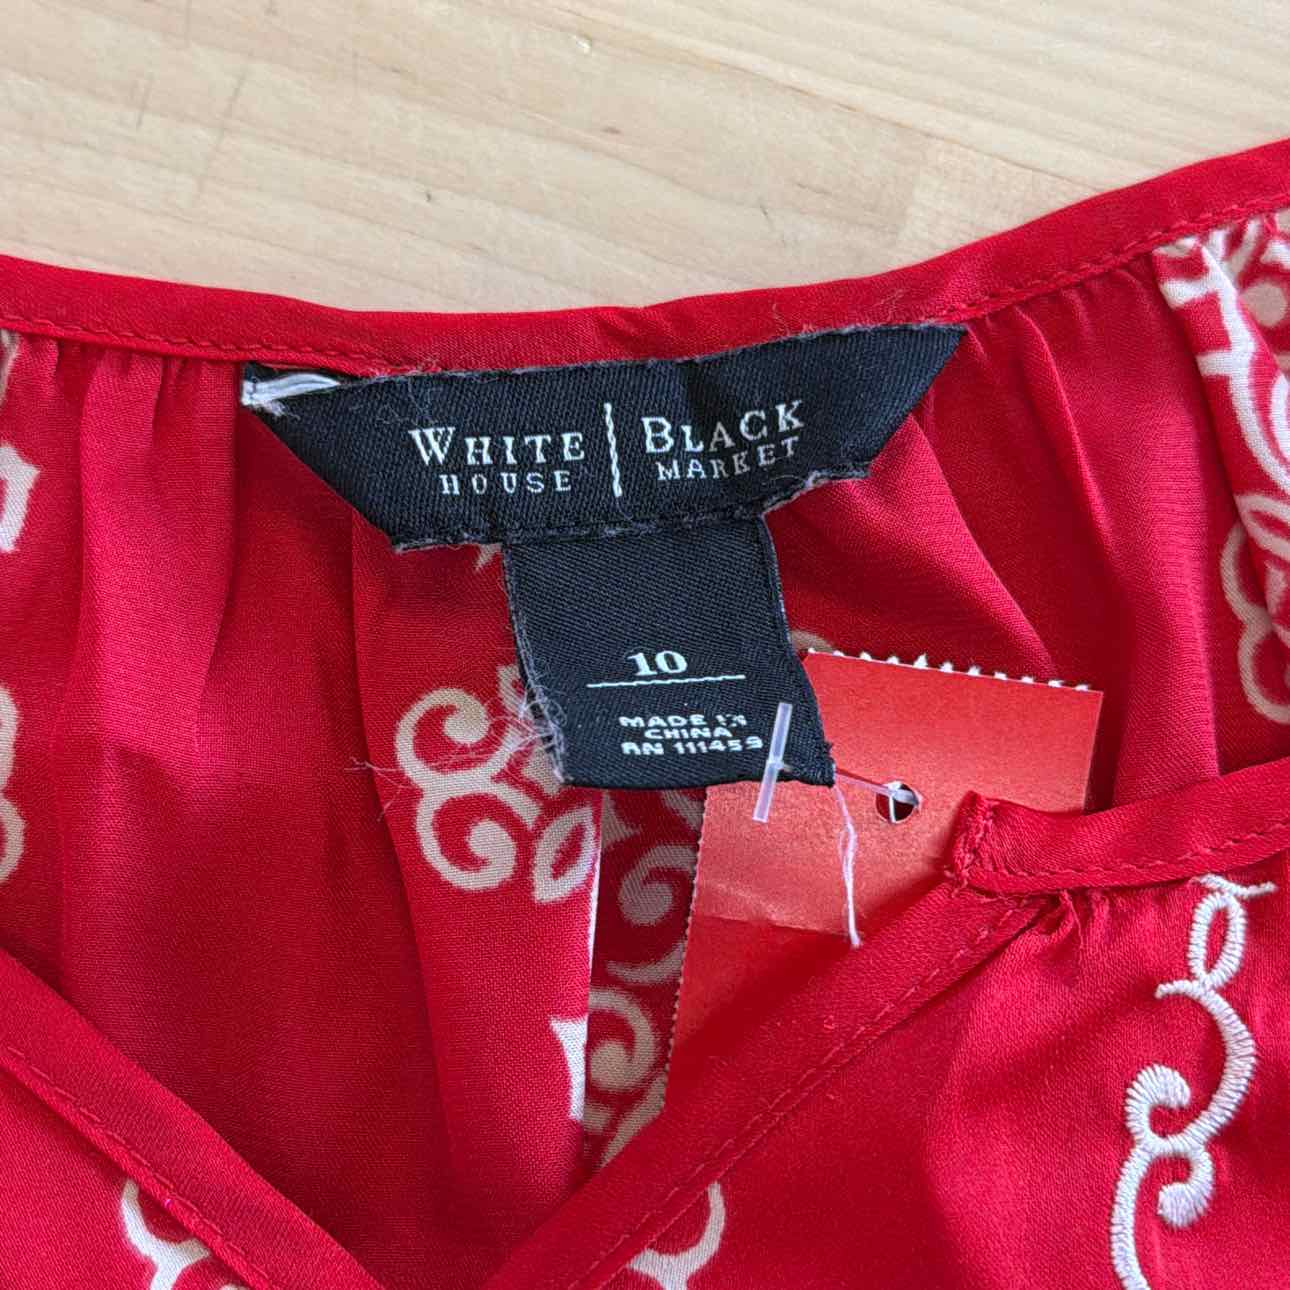 WHITE | BLACK
HOUSE MARKET
10
MADE IN
CHINA
RN 111459